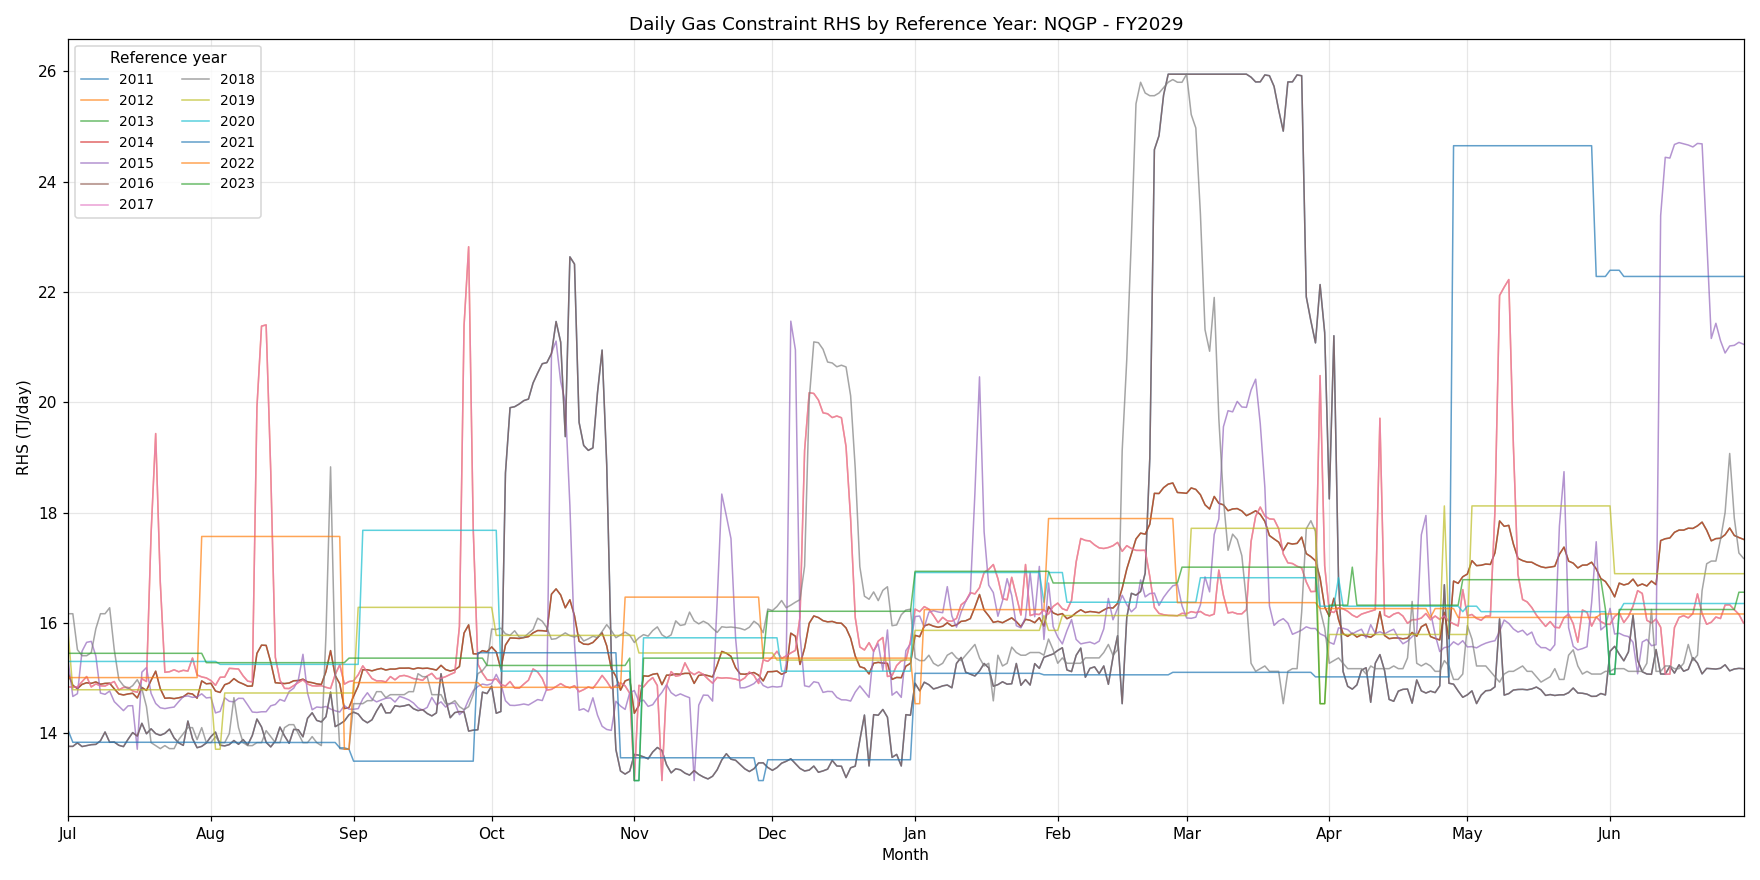 Daily Gas Constraint RHS by Reference Year: NQGP - FY2029
Reference year
2011 2018
2012 2019
2013 2020
2014 2021
2015 2022
2016 2023
2017
RHS (TJ/day)
26
24
22
20
18
16
14
Jul Aug Sep Oct Nov Dec Jan Feb Mar Apr May Jun
Month